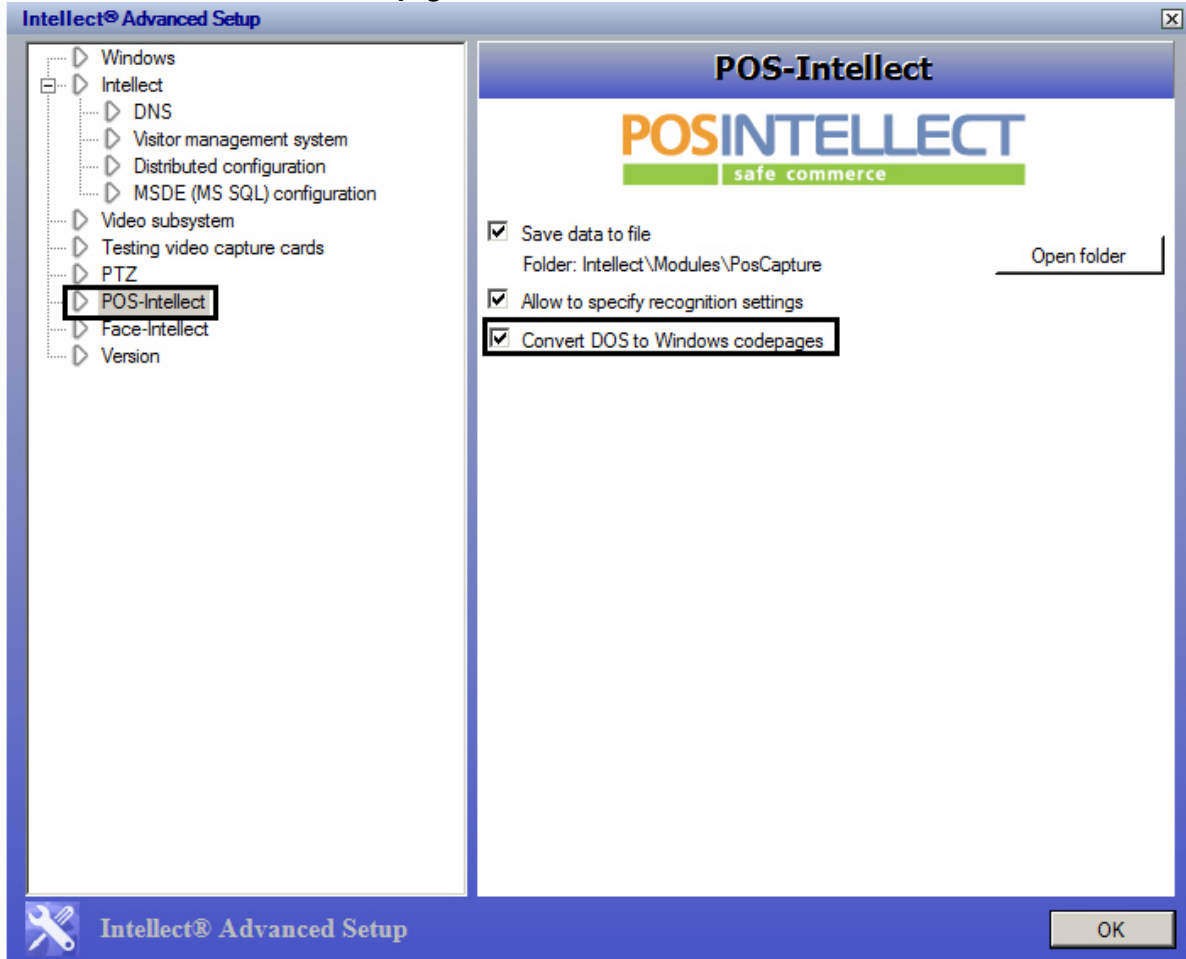 Intellect® Advanced Setup
Windows
Intellect
DNS
Visitor management system
Distributed configuration
MSDE (MS SQL) configuration
Video subsystem
Testing video capture cards
PTZ
POS-Intellect
Face-Intellect
Version
POS-Intellect
POSINTELLECT
safe commerce
Save data to file
Folder: Intellect\Modules\PosCapture
Open folder
Allow to specify recognition settings
Convert DOS to Windows codepages
Intellect® Advanced Setup
OK